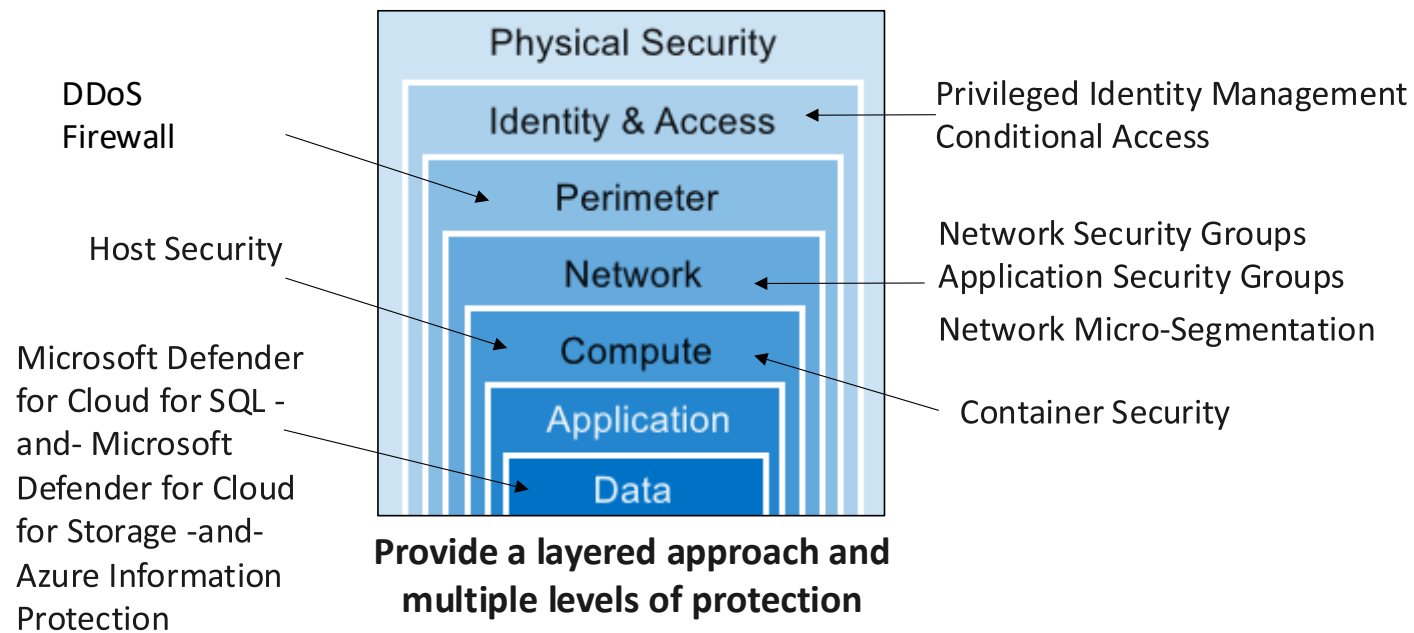 Physical Security
DDoS
Firewall
Identity & Access
Privileged Identity Management
Conditional Access
Perimeter
Host Security
Network
Network Security Groups
Application Security Groups
Network Micro-Segmentation
Compute
Container Security
Microsoft Defender
for Cloud for SQL -
and- Microsoft
Defender for Cloud
for Storage -and-
Azure Information
Protection
Application
Data
Provide a layered approach and
multiple levels of protection